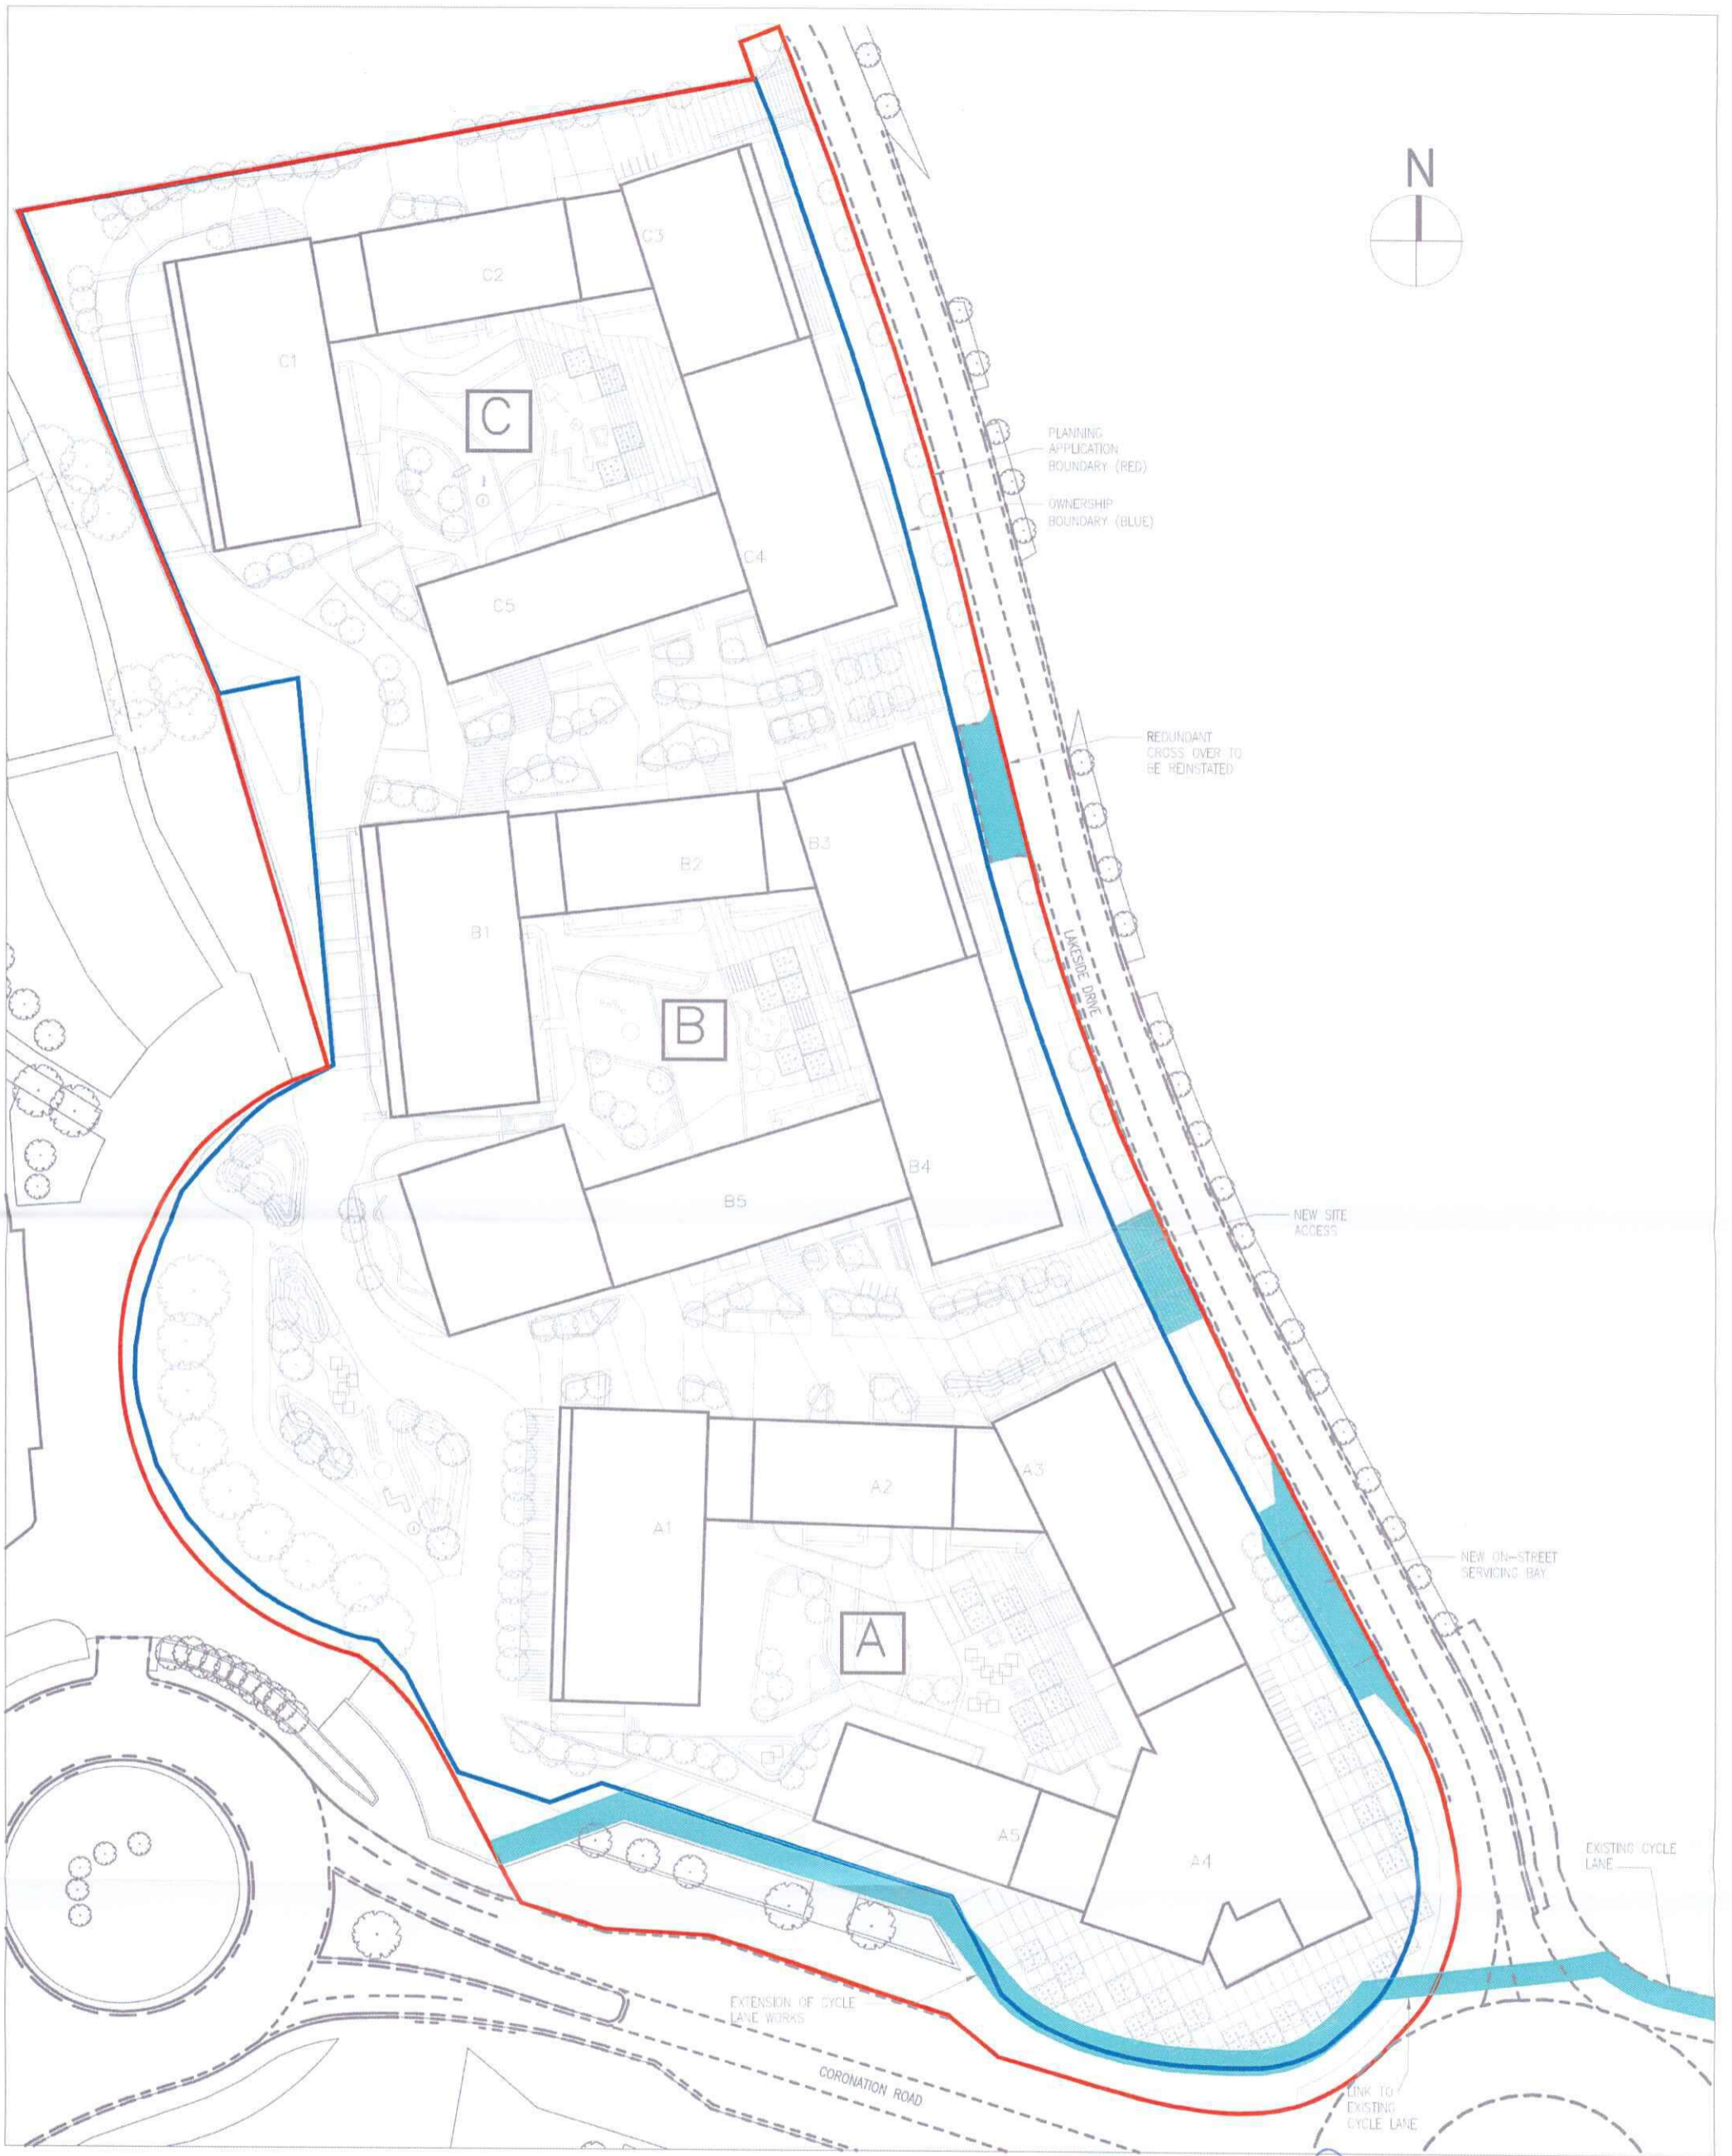 N
C3
C2
C1
C
PLANNING
APPLICATION
BOUNDARY (RED)
OWNERSHIP
BOUNDARY (BLUE)
C4
C5
REDUNDANT
CROSS OVER TO
BE REINSTATED
B3
B2
B1
LAKESIDE DRIVE
B
B4
B5
NEW SITE
ACCESS
A3
A2
A1
NEW ON-STREET
SERVICING BAY
A
A5
A4
EXISTING CYCLE
LANE
EXTENSION OF CYCLE
LANE WORKS
CORONATION ROAD
LINK TO
EXISTING
CYCLE LANE